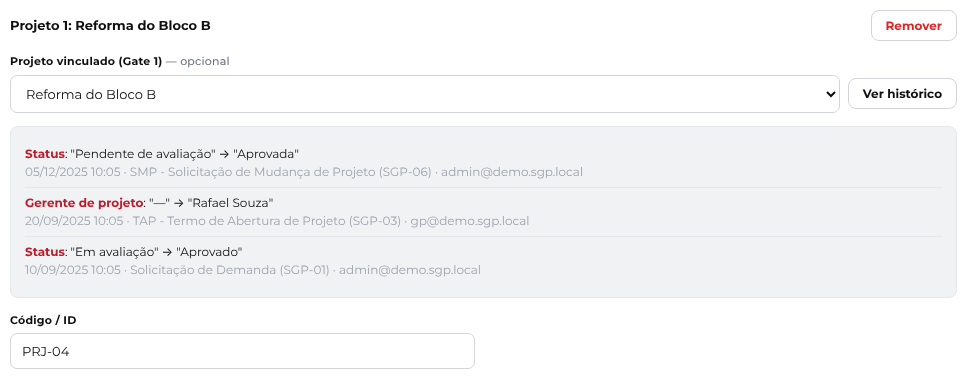 Projeto 1: Reforma do Bloco B
Remover
Projeto vinculado (Gate 1) — opcional
Reforma do Bloco B
Ver histórico
Status: "Pendente de avaliação" → "Aprovada"
05/12/2025 10:05 · SMP - Solicitação de Mudança de Projeto (SGP-06) · admin@demo.sgp.local
Gerente de projeto: "—" → "Rafael Souza"
20/09/2025 10:05 · TAP - Termo de Abertura de Projeto (SGP-03) · gp@demo.sgp.local
Status: "Em avaliação" → "Aprovado"
10/09/2025 10:05 · Solicitação de Demanda (SGP-01) · admin@demo.sgp.local
Código / ID
PRJ-04